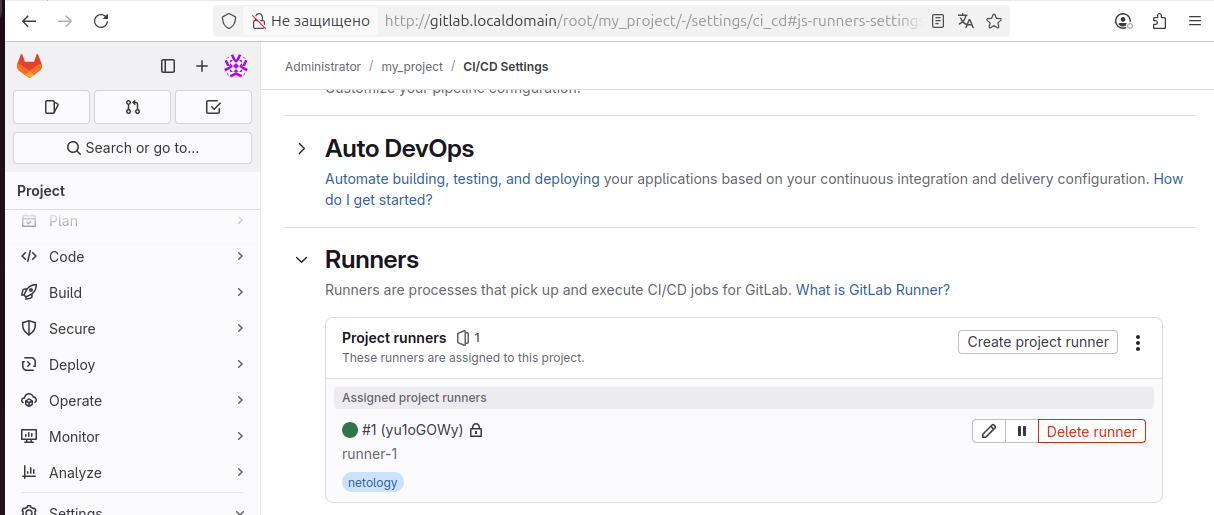 Не защищено http://gitlab.localdomain/root/my_project/-/settings/ci_cd#js-runners-settings
Administrator / my_project / CI/CD Settings
Customize your pipeline configuration.
Search or go to...
Project
Plan
Code
Build
Secure
Deploy
Operate
Monitor
Analyze
Settings
Auto DevOps
Automate building, testing, and deploying your applications based on your continuous integration and delivery configuration. How
do I get started?
Runners
Runners are processes that pick up and execute CI/CD jobs for GitLab. What is GitLab Runner?
Project runners 1
Create project runner
These runners are assigned to this project.
Assigned project runners
#1 (yu1oGOWy)
Delete runner
runner-1
netology